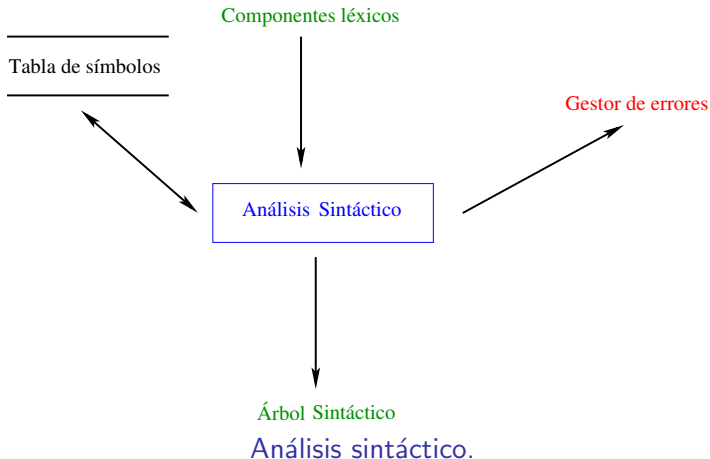 Componentes léxicos
Tabla de símbolos
Gestor de errores
Análisis Sintáctico
Árbol Sintáctico
Análisis sintáctico.